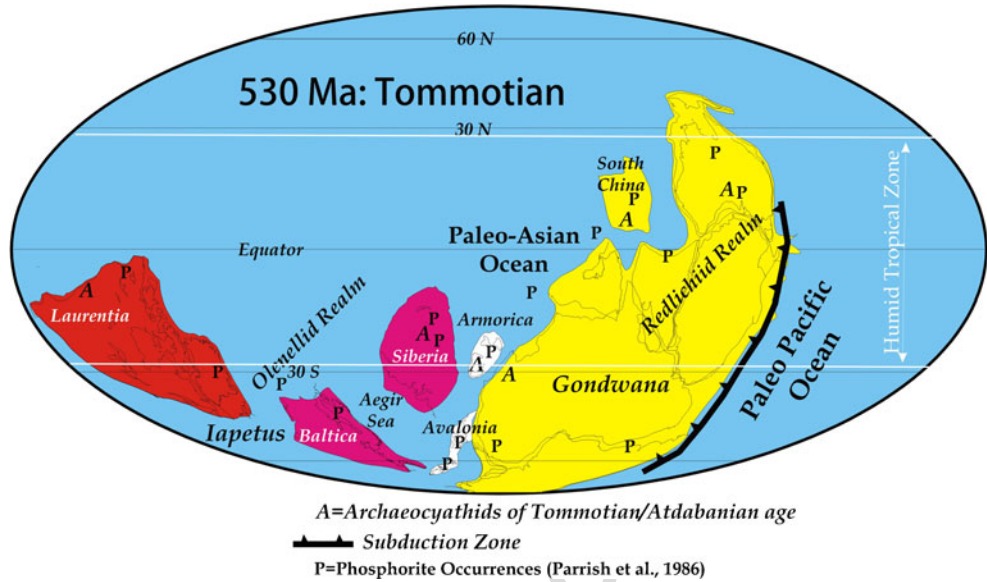 60 N
530 Ma: Tommotian
30 N
P
South
China
P
A
A P
Humid Tropical Zone
P
Paleo-Asian
Ocean
Equator
P
Redlichiid Realm
P
A
Laurentia
P
Olenellid Realm
P
A P
Siberia
Armorica
P
A
A
Gondwana
Paleo Pacific
Ocean
P
30 S
P
Aegir
Sea
P
Baltica
Iapetus
Avalonia
P
P
P
P
A=Archaeocyathids of Tommotian/Atdabanian age
Subduction Zone
P=Phosphorite Occurrences (Parrish et al., 1986)